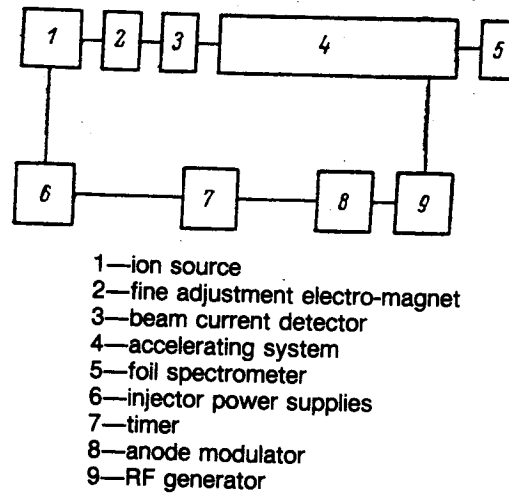 1
2
3
4
5
6
7
8
9
1—ion source
2—fine adjustment electro-magnet
3—beam current detector
4—accelerating system
5—foil spectrometer
6—injector power supplies
7—timer
8—anode modulator
9—RF generator